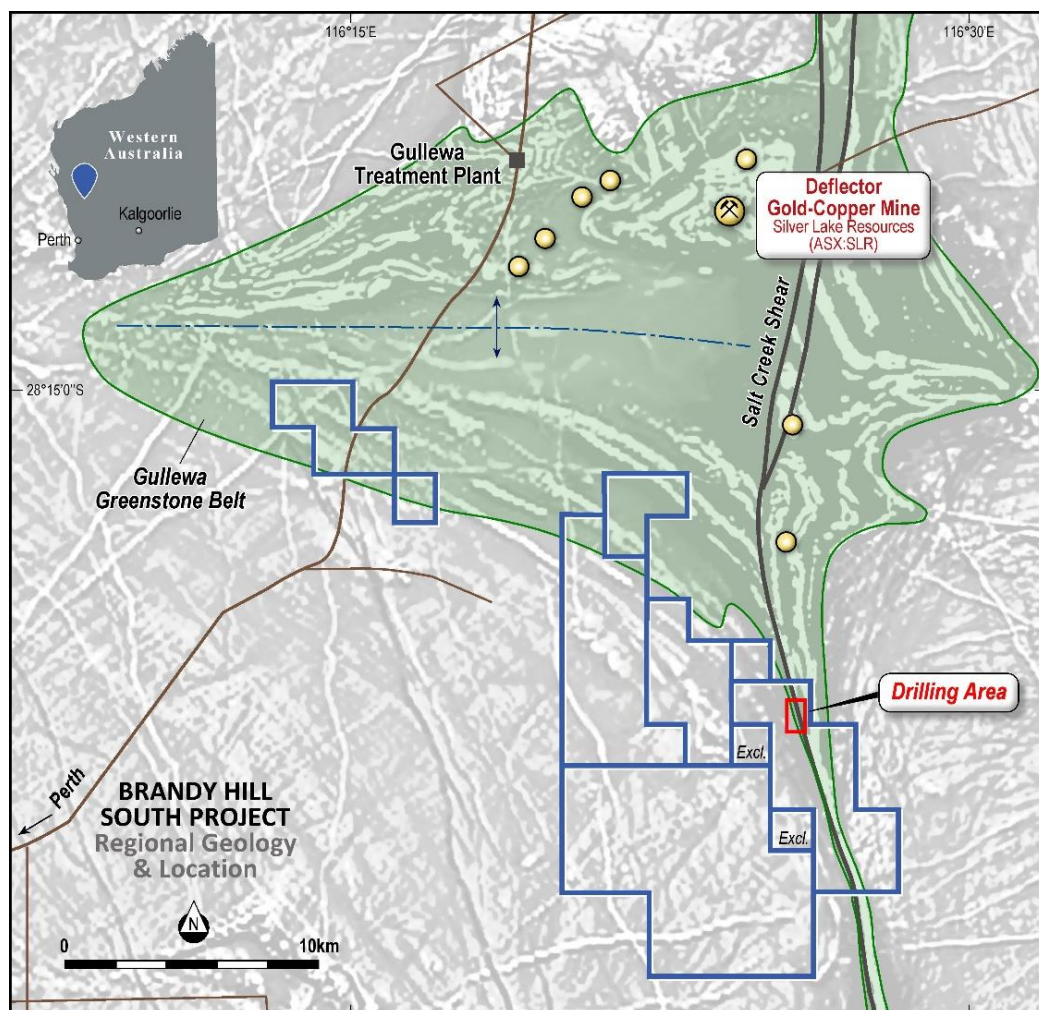 116°15'E
116°30'E
Western
Australia
Kalgoorlie
Perth
Gullewa
Treatment Plant
Deflector
Gold-Copper Mine
Silver Lake Resources
(ASX:SLR)
Salt Creek Shear
28°15'0"S
Gullewa
Greenstone Belt
Drilling Area
Excl.
Excl.
Perth
BRANDY HILL
SOUTH PROJECT
Regional Geology
& Location
N
0
10km